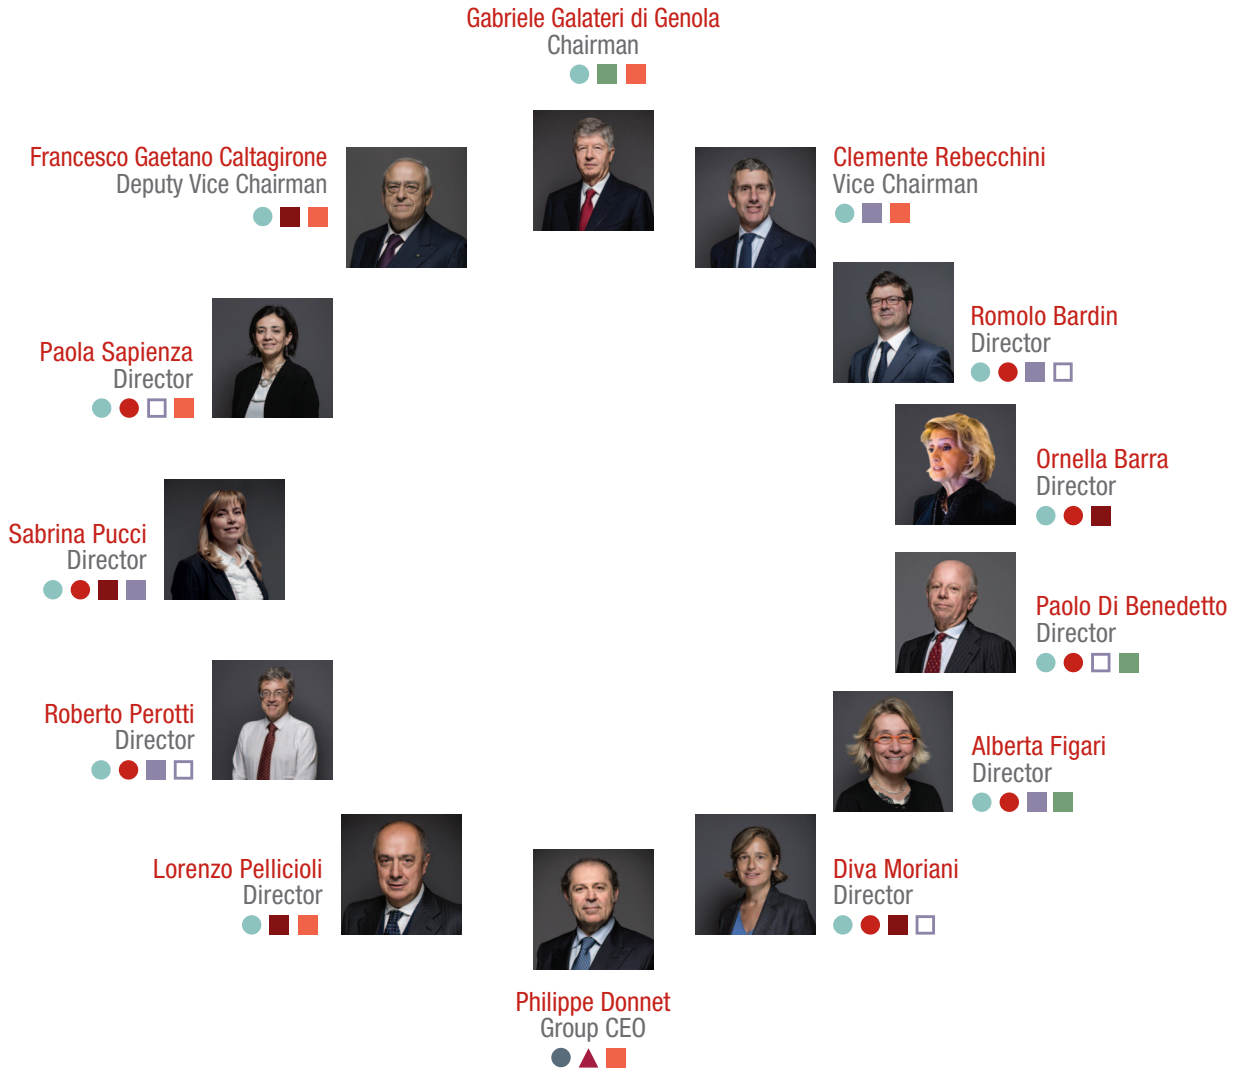 Gabriele Galateri di Genola
Chairman
Francesco Gaetano Caltagirone
Deputy Vice Chairman
Clemente Rebecchini
Vice Chairman
Romolo Bardin
Director
Paola Sapienza
Director
Ornella Barra
Director
Sabrina Pucci
Director
Paolo Di Benedetto
Director
Roberto Perotti
Director
Alberta Figari
Director
Lorenzo Pellicioli
Director
Diva Moriani
Director
Philippe Donnet
Group CEO